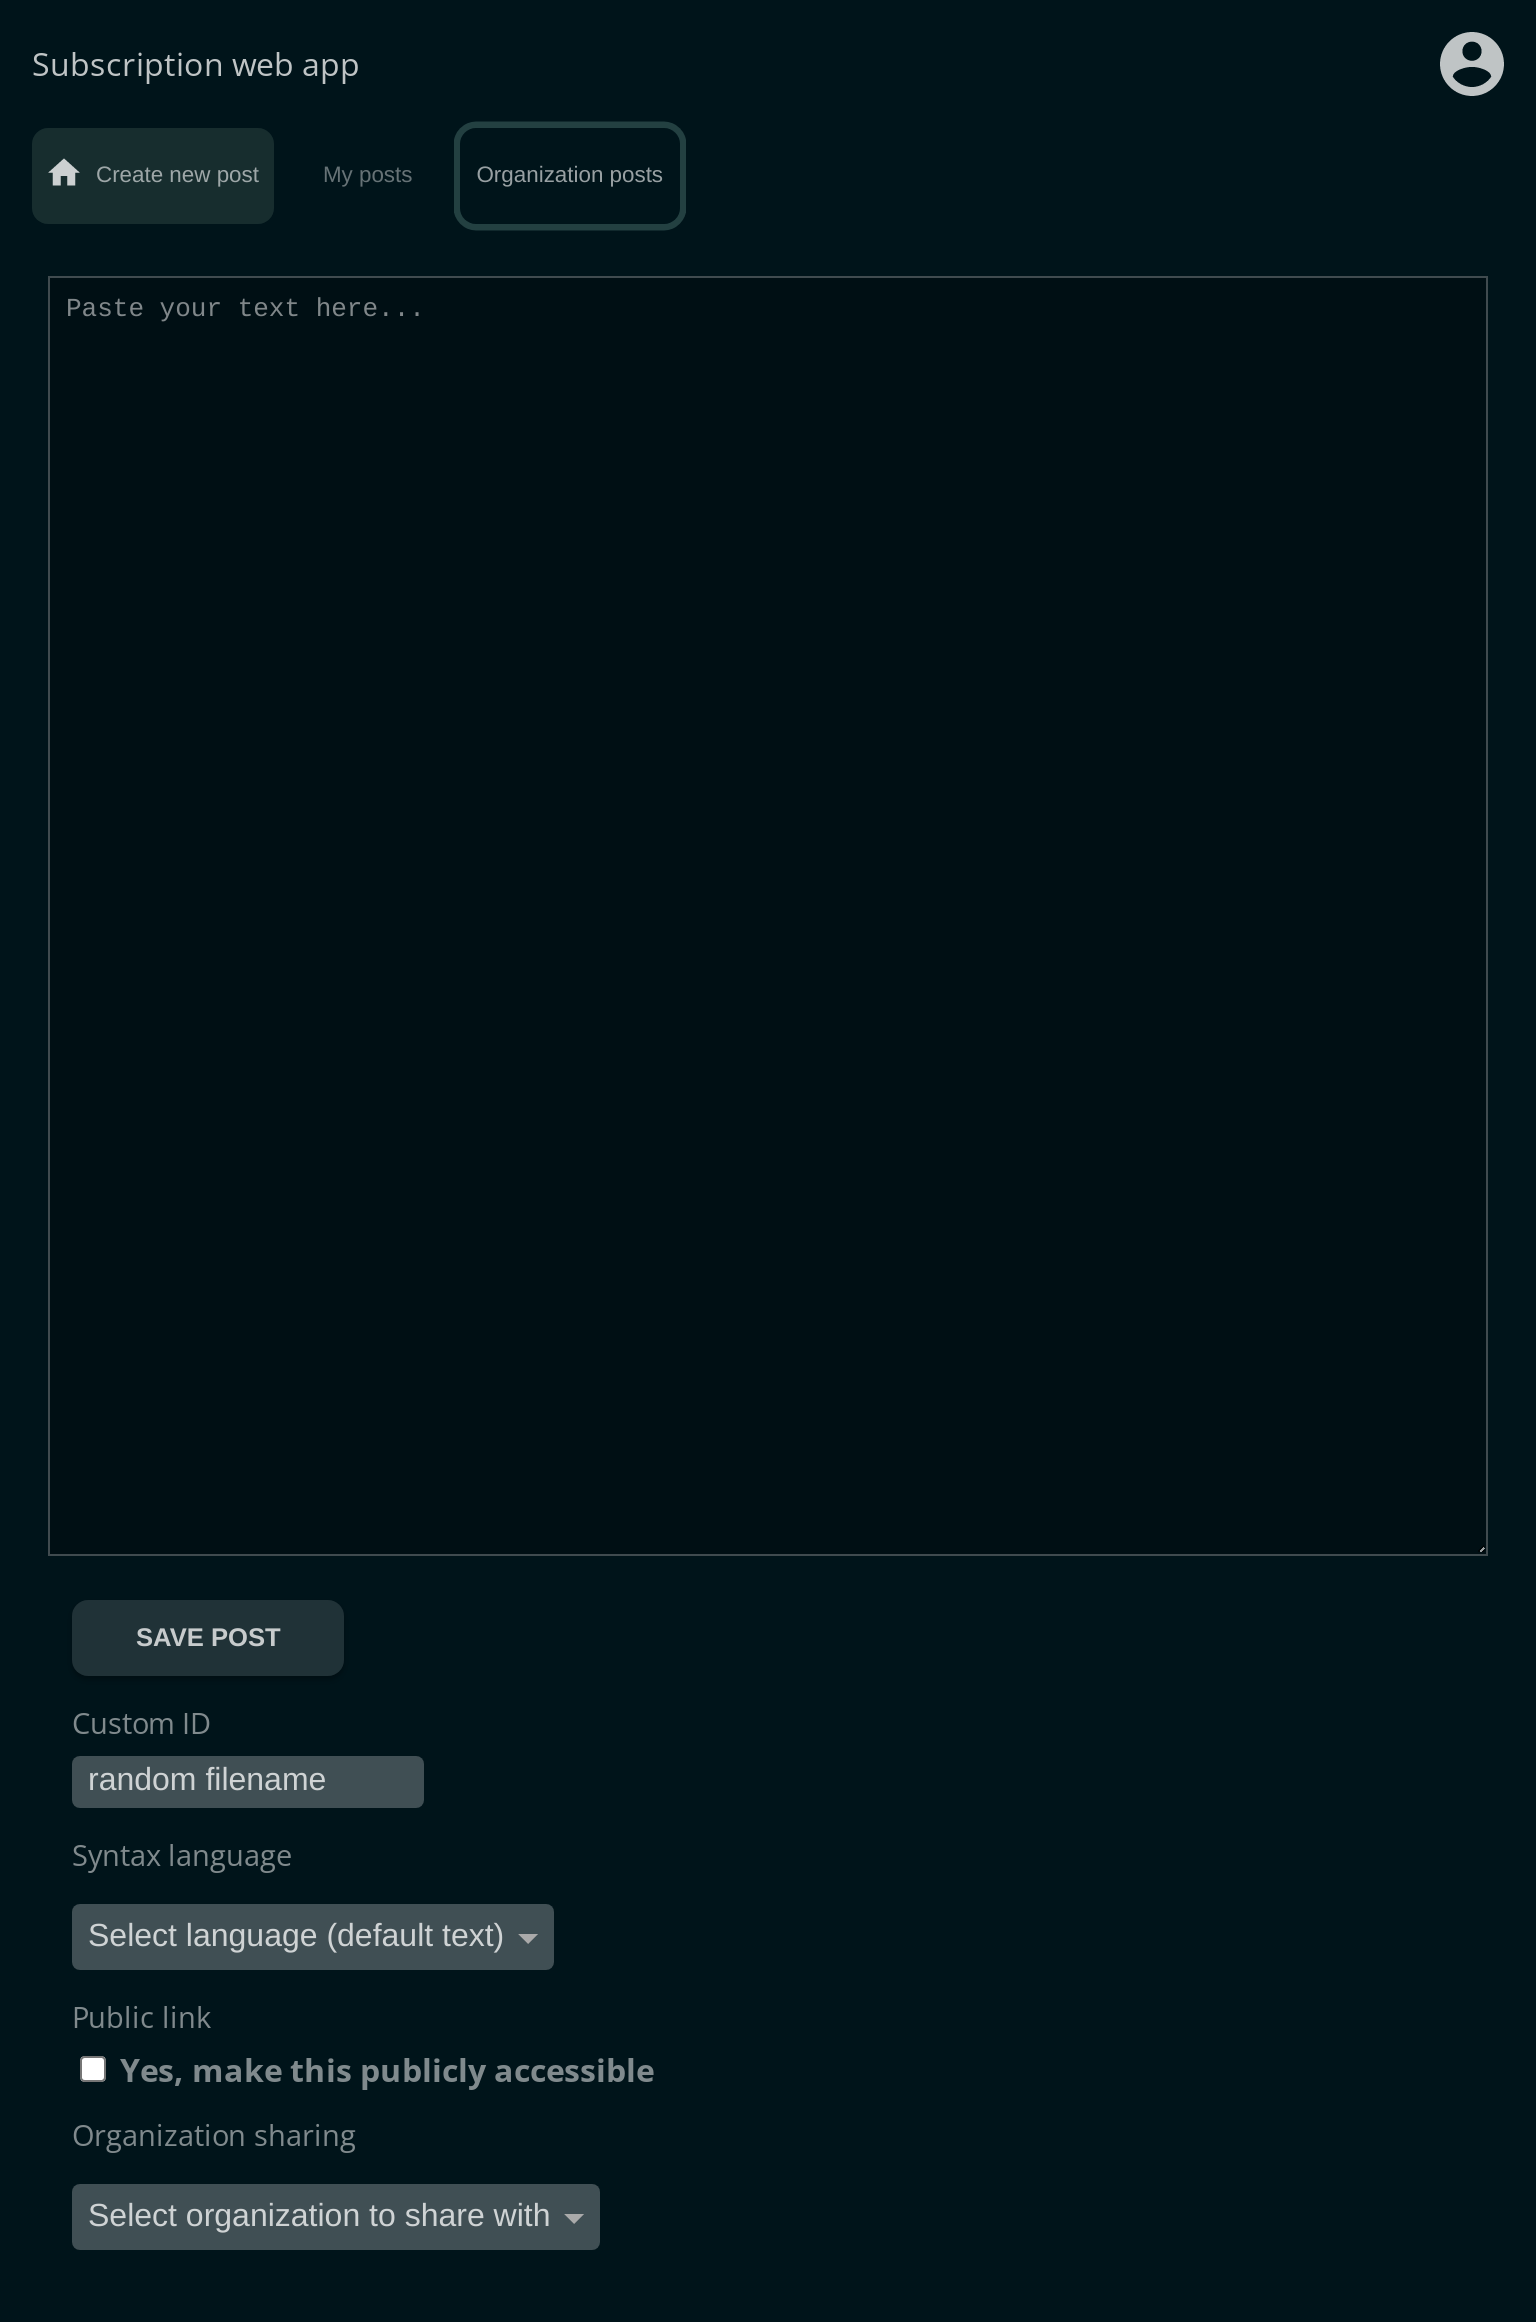 Subscription web app
Create new post My posts Organization posts
Paste your text here...
SAVE POST
Custom ID
random filename
Syntax language
Select language (default text)
Public link
Yes, make this publicly accessible
Organization sharing
Select organization to share with